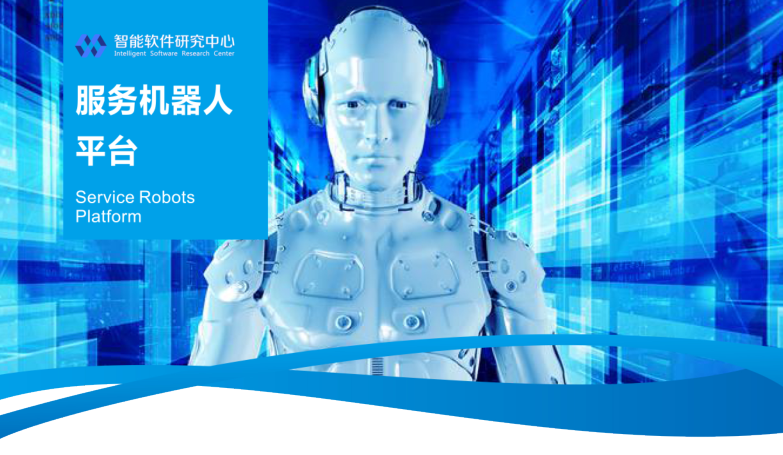 智能软件研究中心
Intelligent Software Research Center
服务机器人
平台
Service Robots
Platform